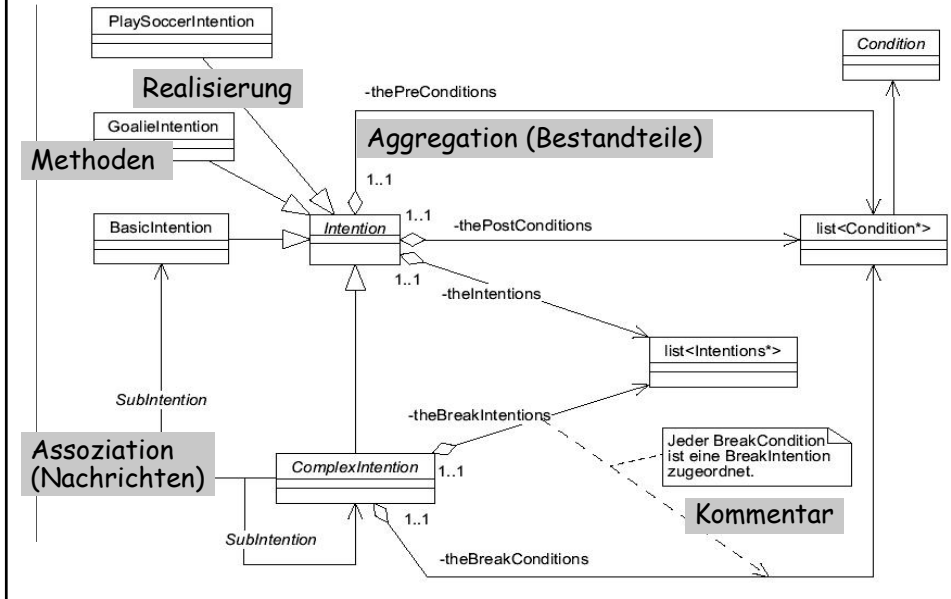 PlaySoccerIntention
Condition
Realisierung
-thePreConditions
GoalieIntention
Aggregation (Bestandteile)
Methoden
1..1
1..1
BasicIntention
Intention
-thePostConditions
list<Condition*>
1..1
-theIntentions
list<Intentions*>
SubIntention
-theBreakIntentions
Assoziation
(Nachrichten)
Jeder BreakCondition
ist eine BreakIntention
zugeordnet.
ComplexIntention
1..1
Kommentar
1..1
SubIntention
-theBreakConditions